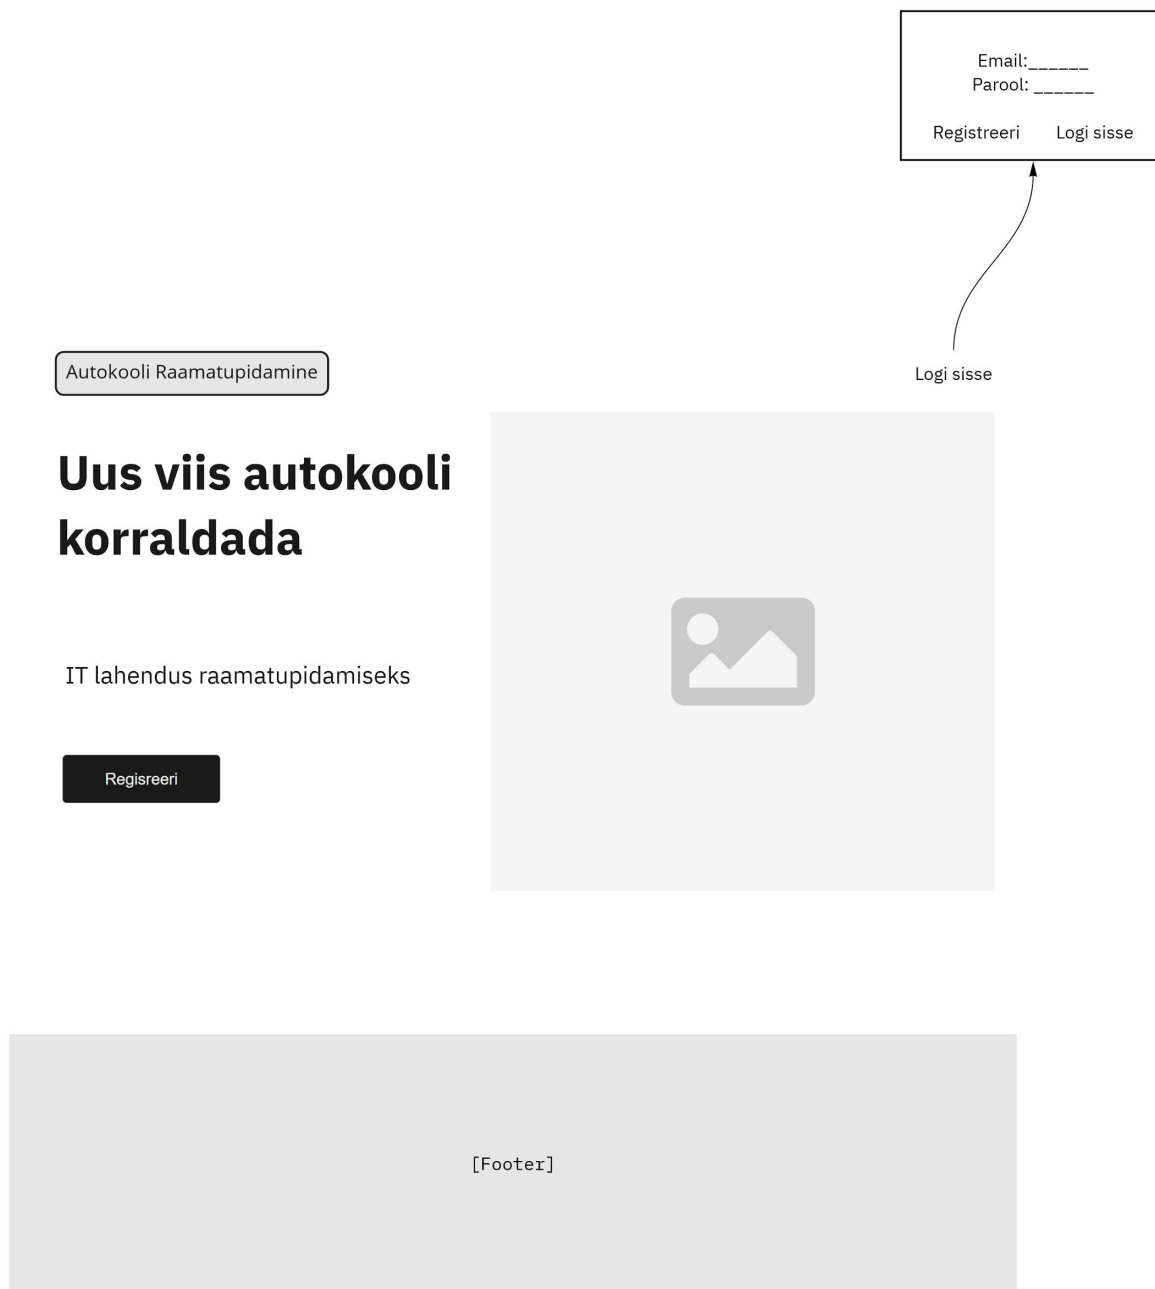 Email:______
Parool: ______
Registreeri Logi sisse
Autokooli Raamatupidamine
Logi sisse
Uus viis autokooli
korraldada
IT lahendus raamatupidamiseks
Regisreeri
[Footer]